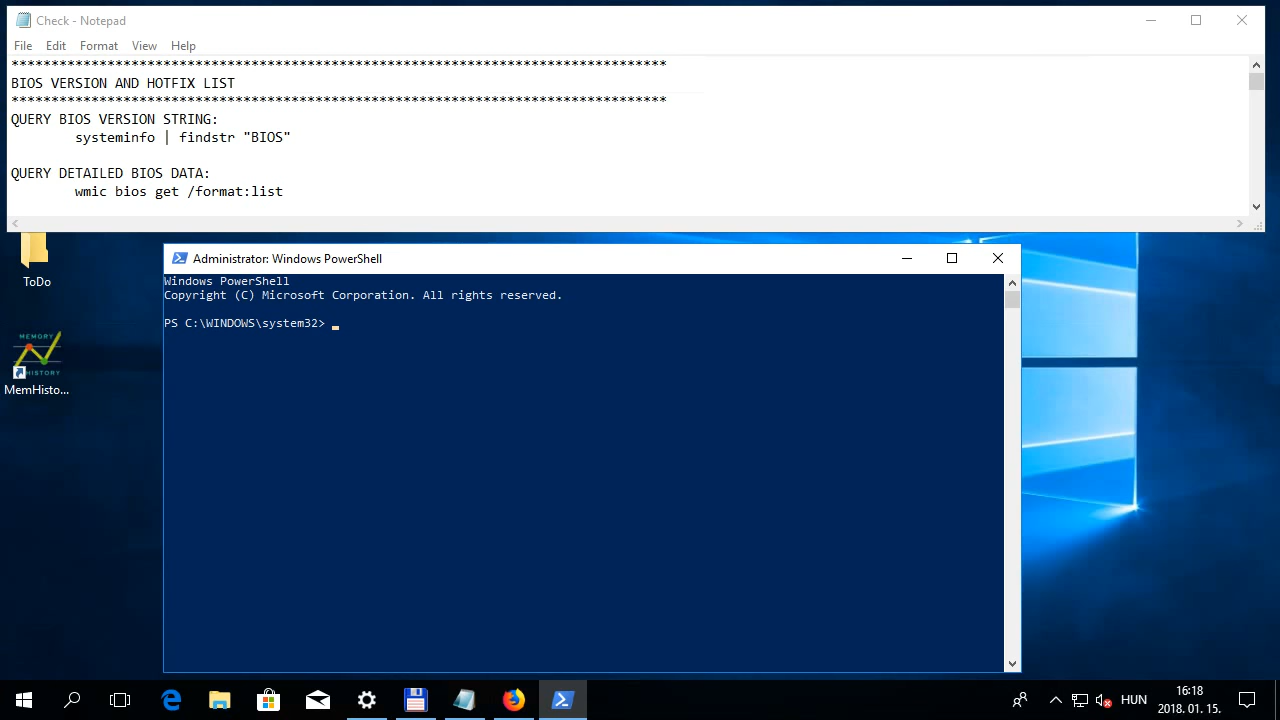 Check - Notepad
File Edit Format View Help
**********************************************************************************
BIOS VERSION AND HOTFIX LIST
**********************************************************************************
QUERY BIOS VERSION STRING:
systeminfo | findstr "BIOS"
QUERY DETAILED BIOS DATA:
wmic bios get /format:list
ToDo
MEMORY
HISTORY
MemHisto...
Administrator: Windows PowerShell
Windows PowerShell
Copyright (C) Microsoft Corporation. All rights reserved.
PS C:\WINDOWS\system32>
HUN
16:18
2018. 01. 15.